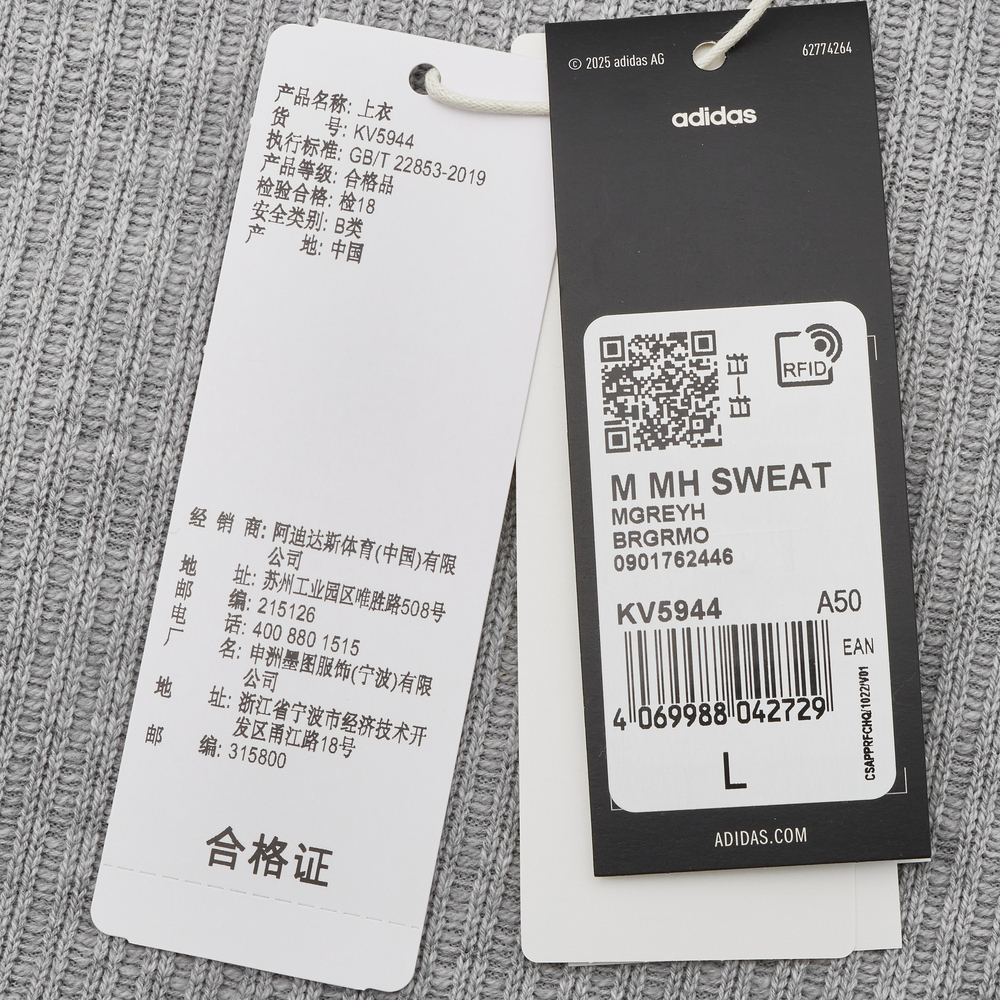 产品名称: 上衣
货 号: KV5944
执行标准: GB/T 22853-2019
产品等级: 合格品
检验合格: 检18
安全类别: B类
产 地: 中国
经 销 商: 阿迪达斯体育(中国)有限
公司
地 址: 苏州工业园区唯胜路508号
邮 编: 215126
电 话: 400 880 1515
厂 名: 申洲墨图服饰(宁波)有限
公司
地 址: 浙江省宁波市经济技术开
发区甬江路18号
邮 编: 315800
合格证
© 2025 adidas AG
62774264
adidas
扫一扫
RFID
M MH SWEAT
MGREYH
BRGRMO
0901762446
KV5944 A50
EAN
4 069988 042729
CSAPPRFCHQ/1022/V01
L
ADIDAS.COM